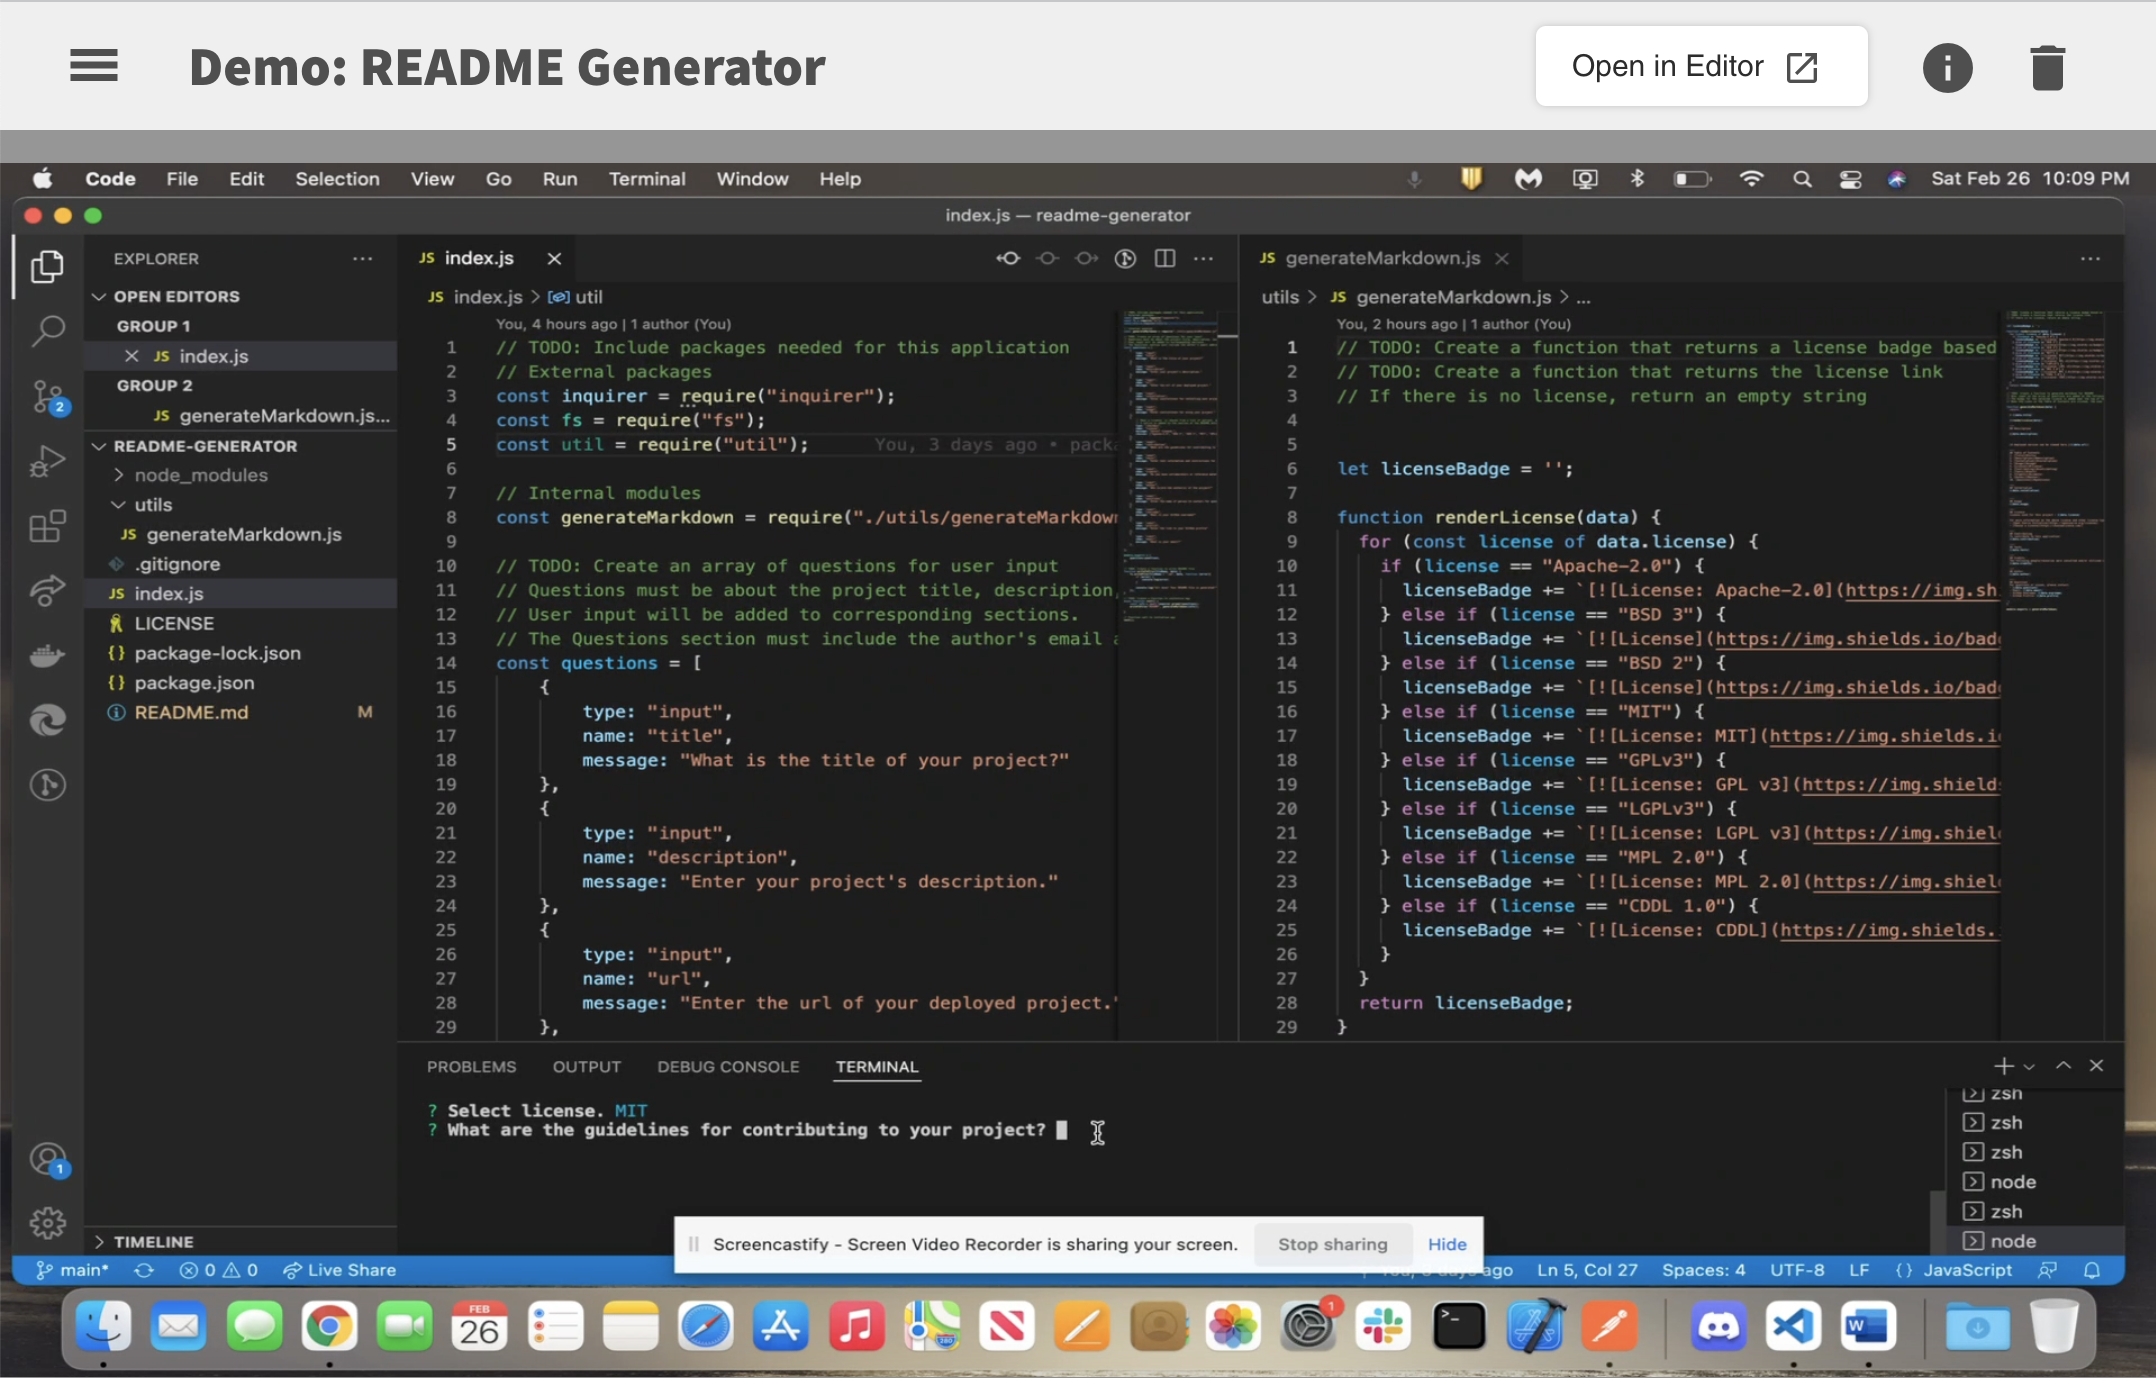 Demo: README Generator
Open in Editor
Code File Edit Selection View Go Run Terminal Window Help
Sat Feb 26 10:09 PM
index.js — readme-generator
EXPLORER
OPEN EDITORS
GROUP 1
JS index.js
GROUP 2
JS generateMarkdown.js...
README-GENERATOR
node_modules
utils
JS generateMarkdown.js
.gitignore
JS index.js
LICENSE
{} package-lock.json
{} package.json
README.md M
TIMELINE
2
1
JS index.js
JS index.js > util
You, 4 hours ago | 1 author (You)
1 // TODO: Include packages needed for this application
2 // External packages
3 const inquirer = require("inquirer");
4 const fs = require("fs");
5 const util = require("util"); You, 3 days ago •
6
7 // Internal modules
8 const generateMarkdown = require("./utils/generateMarkdown
9
10 // TODO: Create an array of questions for user input
11 // Questions must be about the project title, description,
12 // User input will be added to corresponding sections.
13 // The Questions section must include the author's email
14 const questions = [
15 {
16 type: "input",
17 name: "title",
18 message: "What is the title of your project?"
19 },
20 {
21 type: "input",
22 name: "description",
23 message: "Enter your project's description."
24 },
25 {
26 type: "input",
27 name: "url",
28 message: "Enter the url of your deployed project.'
29 },
JS generateMarkdown.js
utils > JS generateMarkdown.js > ...
You, 2 hours ago | 1 author (You)
1 // TODO: Create a function that returns a license badge based
2 // TODO: Create a function that returns the license link
3 // If there is no license, return an empty string
4
5
6 let licenseBadge = '';
7
8 function renderLicense(data) {
9 for (const license of data.license) {
10 if (license == "Apache-2.0") {
11 licenseBadge += `[![License: Apache-2.0](https://img.sh
12 } else if (license == "BSD 3") {
13 licenseBadge += `[![License](https://img.shields.io/bad
14 } else if (license == "BSD 2") {
15 licenseBadge += `[![License](https://img.shields.io/bad
16 } else if (license == "MIT") {
17 licenseBadge += `[![License: MIT](https://img.shields.i
18 } else if (license == "GPLv3") {
19 licenseBadge += `[![License: GPL v3](https://img.shield
20 } else if (license == "LGPLv3") {
21 licenseBadge += `[![License: LGPL v3](https://img.shiel
22 } else if (license == "MPL 2.0") {
23 licenseBadge += `[![License: MPL 2.0](https://img.shiel
24 } else if (license == "CDDL 1.0") {
25 licenseBadge += `[![License: CDDL](https://img.shields.
26 }
27 }
28 return licenseBadge;
29 }
PROBLEMS OUTPUT DEBUG CONSOLE TERMINAL
? Select license. MIT
? What are the guidelines for contributing to your project?
zsh
zsh
zsh
node
zsh
node
Screencastify - Screen Video Recorder is sharing your screen. Stop sharing Hide
main* 0 0 Live Share
ago Ln 5, Col 27 Spaces: 4 UTF-8 LF {} JavaScript
FEB
26
1
W